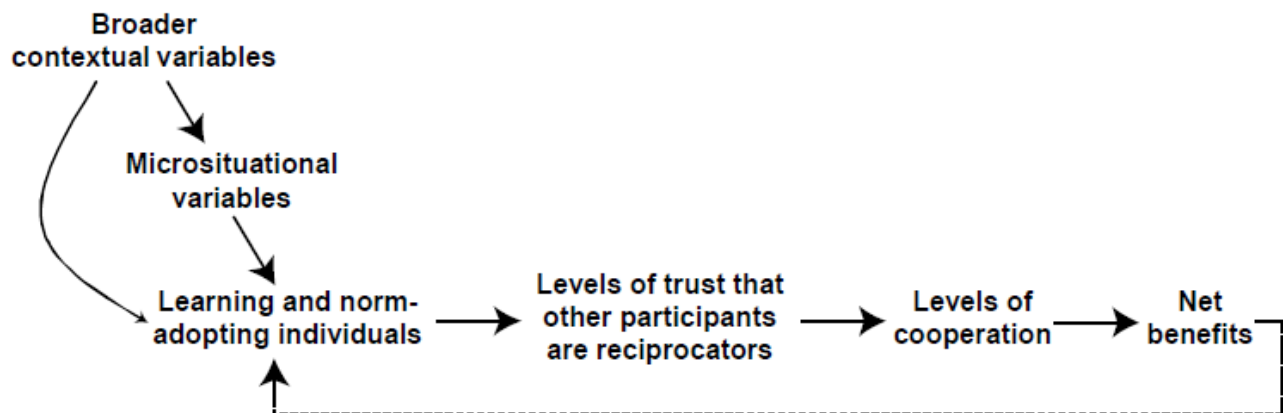 Broader
contextual variables
Microsituational
variables
Learning and norm-
adopting individuals
Levels of trust that
other participants
are reciprocators
Levels of
cooperation
Net
benefits